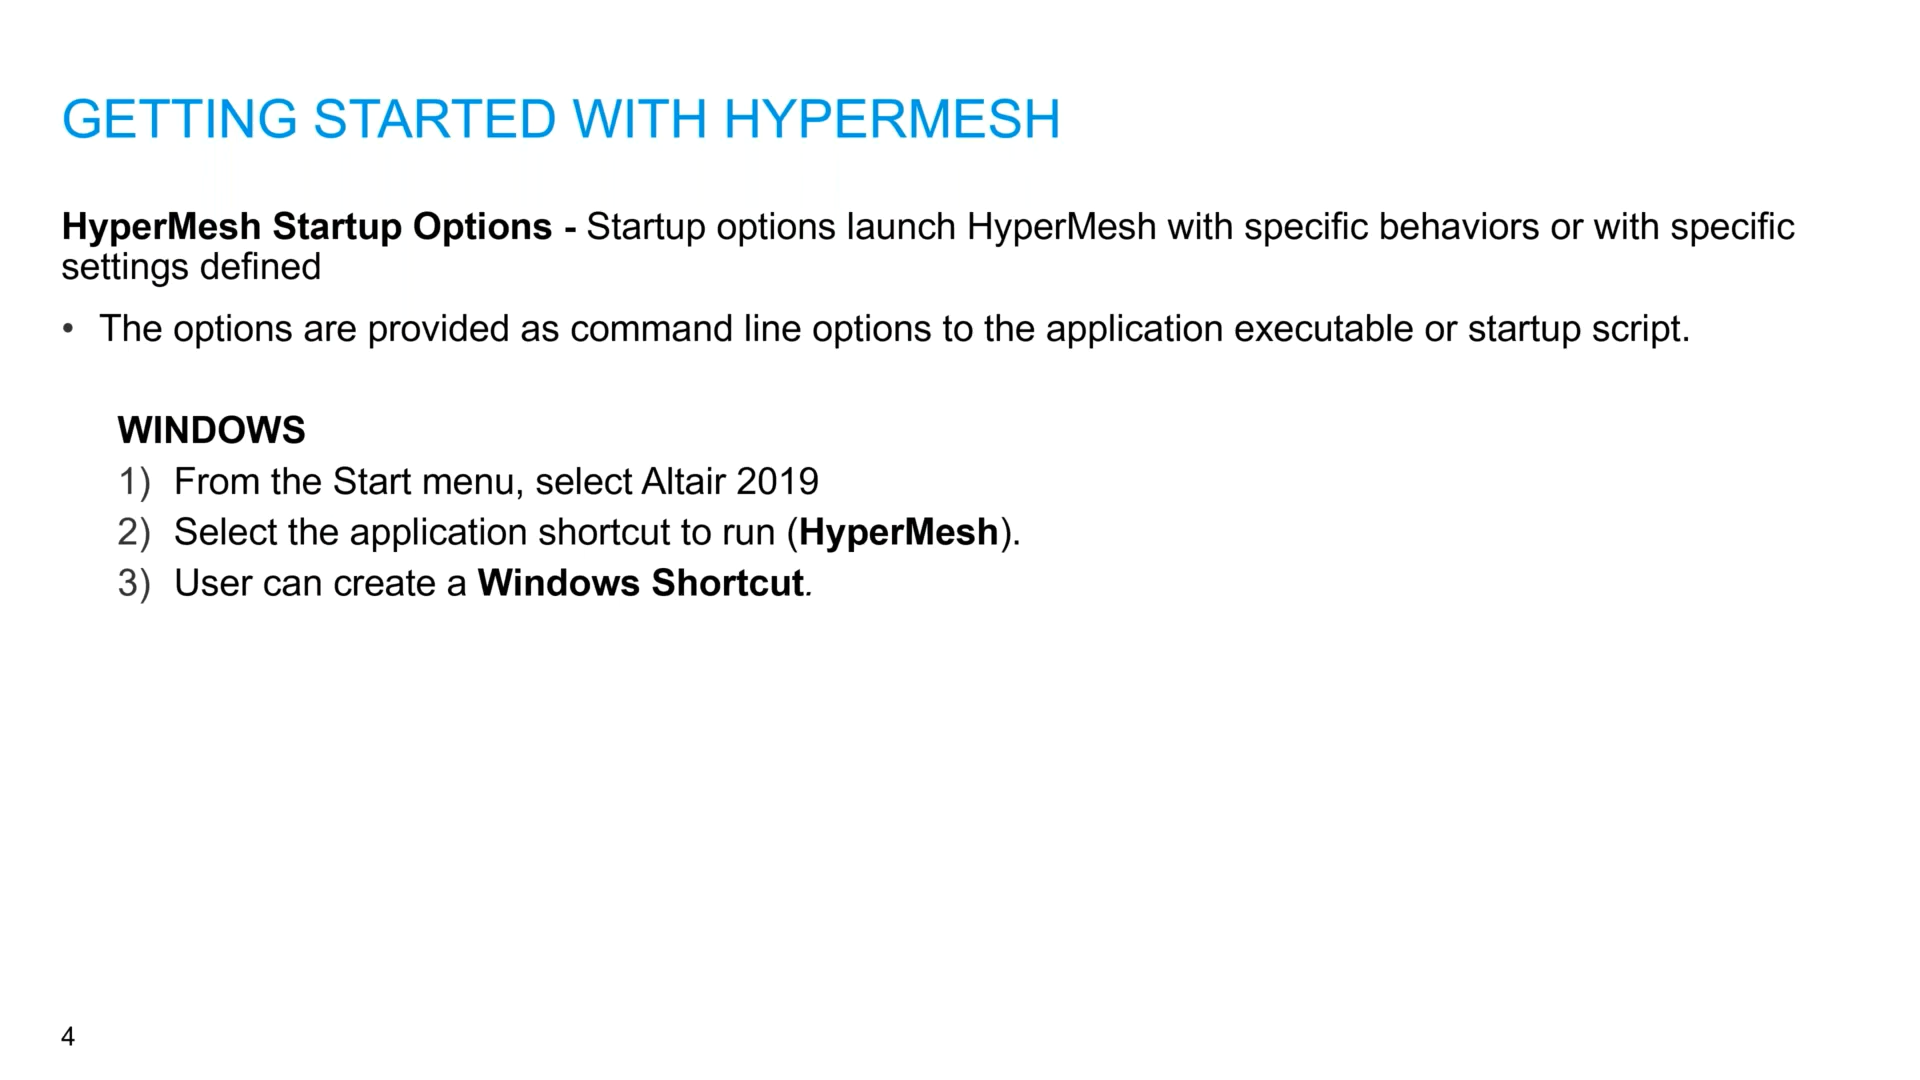 GETTING STARTED WITH HYPERMESH
HyperMesh Startup Options - Startup options launch HyperMesh with specific behaviors or with specific
settings defined
• The options are provided as command line options to the application executable or startup script.
WINDOWS
1) From the Start menu, select Altair 2019
2) Select the application shortcut to run (HyperMesh).
3) User can create a Windows Shortcut.
4